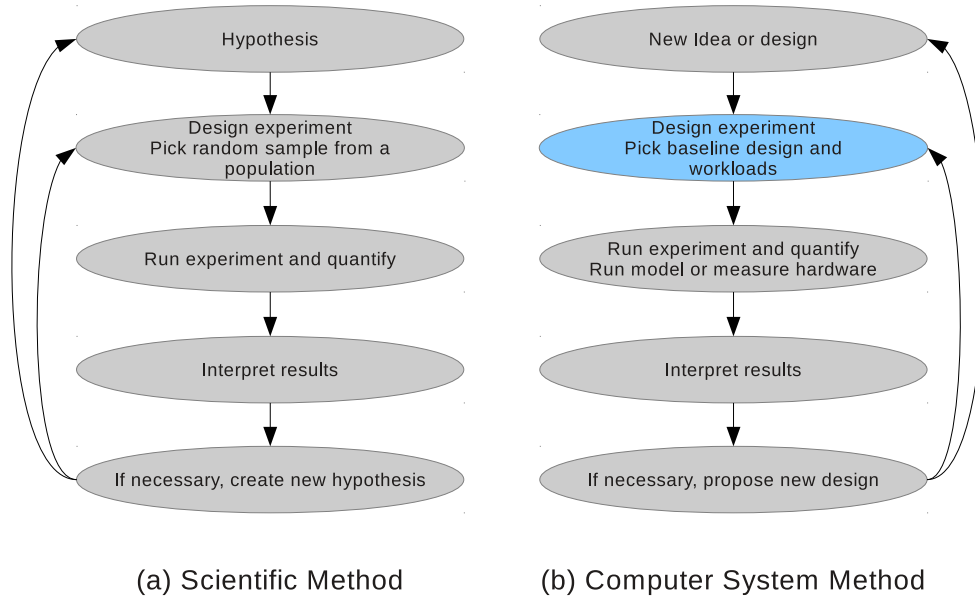 Hypothesis
Design experiment
Pick random sample from a
population
Run experiment and quantify
Interpret results
If necessary, create new hypothesis
(a) Scientific Method
New Idea or design
Design experiment
Pick baseline design and
workloads
Run experiment and quantify
Run model or measure hardware
Interpret results
If necessary, propose new design
(b) Computer System Method